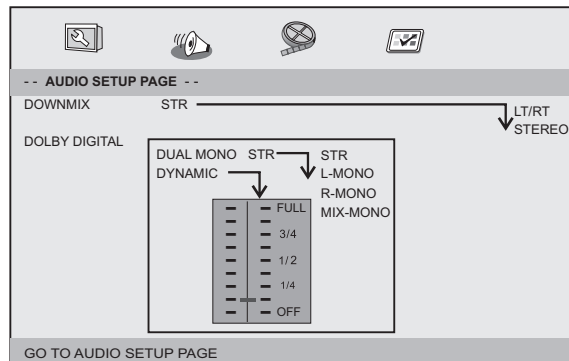 - - AUDIO SETUP PAGE - -
DOWNMIX STR LT/RT
STEREO
DOLBY DIGITAL
DUAL MONO STR STR
DYNAMIC L-MONO
R-MONO
MIX-MONO
FULL
3/4
1/2
1/4
OFF
GO TO AUDIO SETUP PAGE